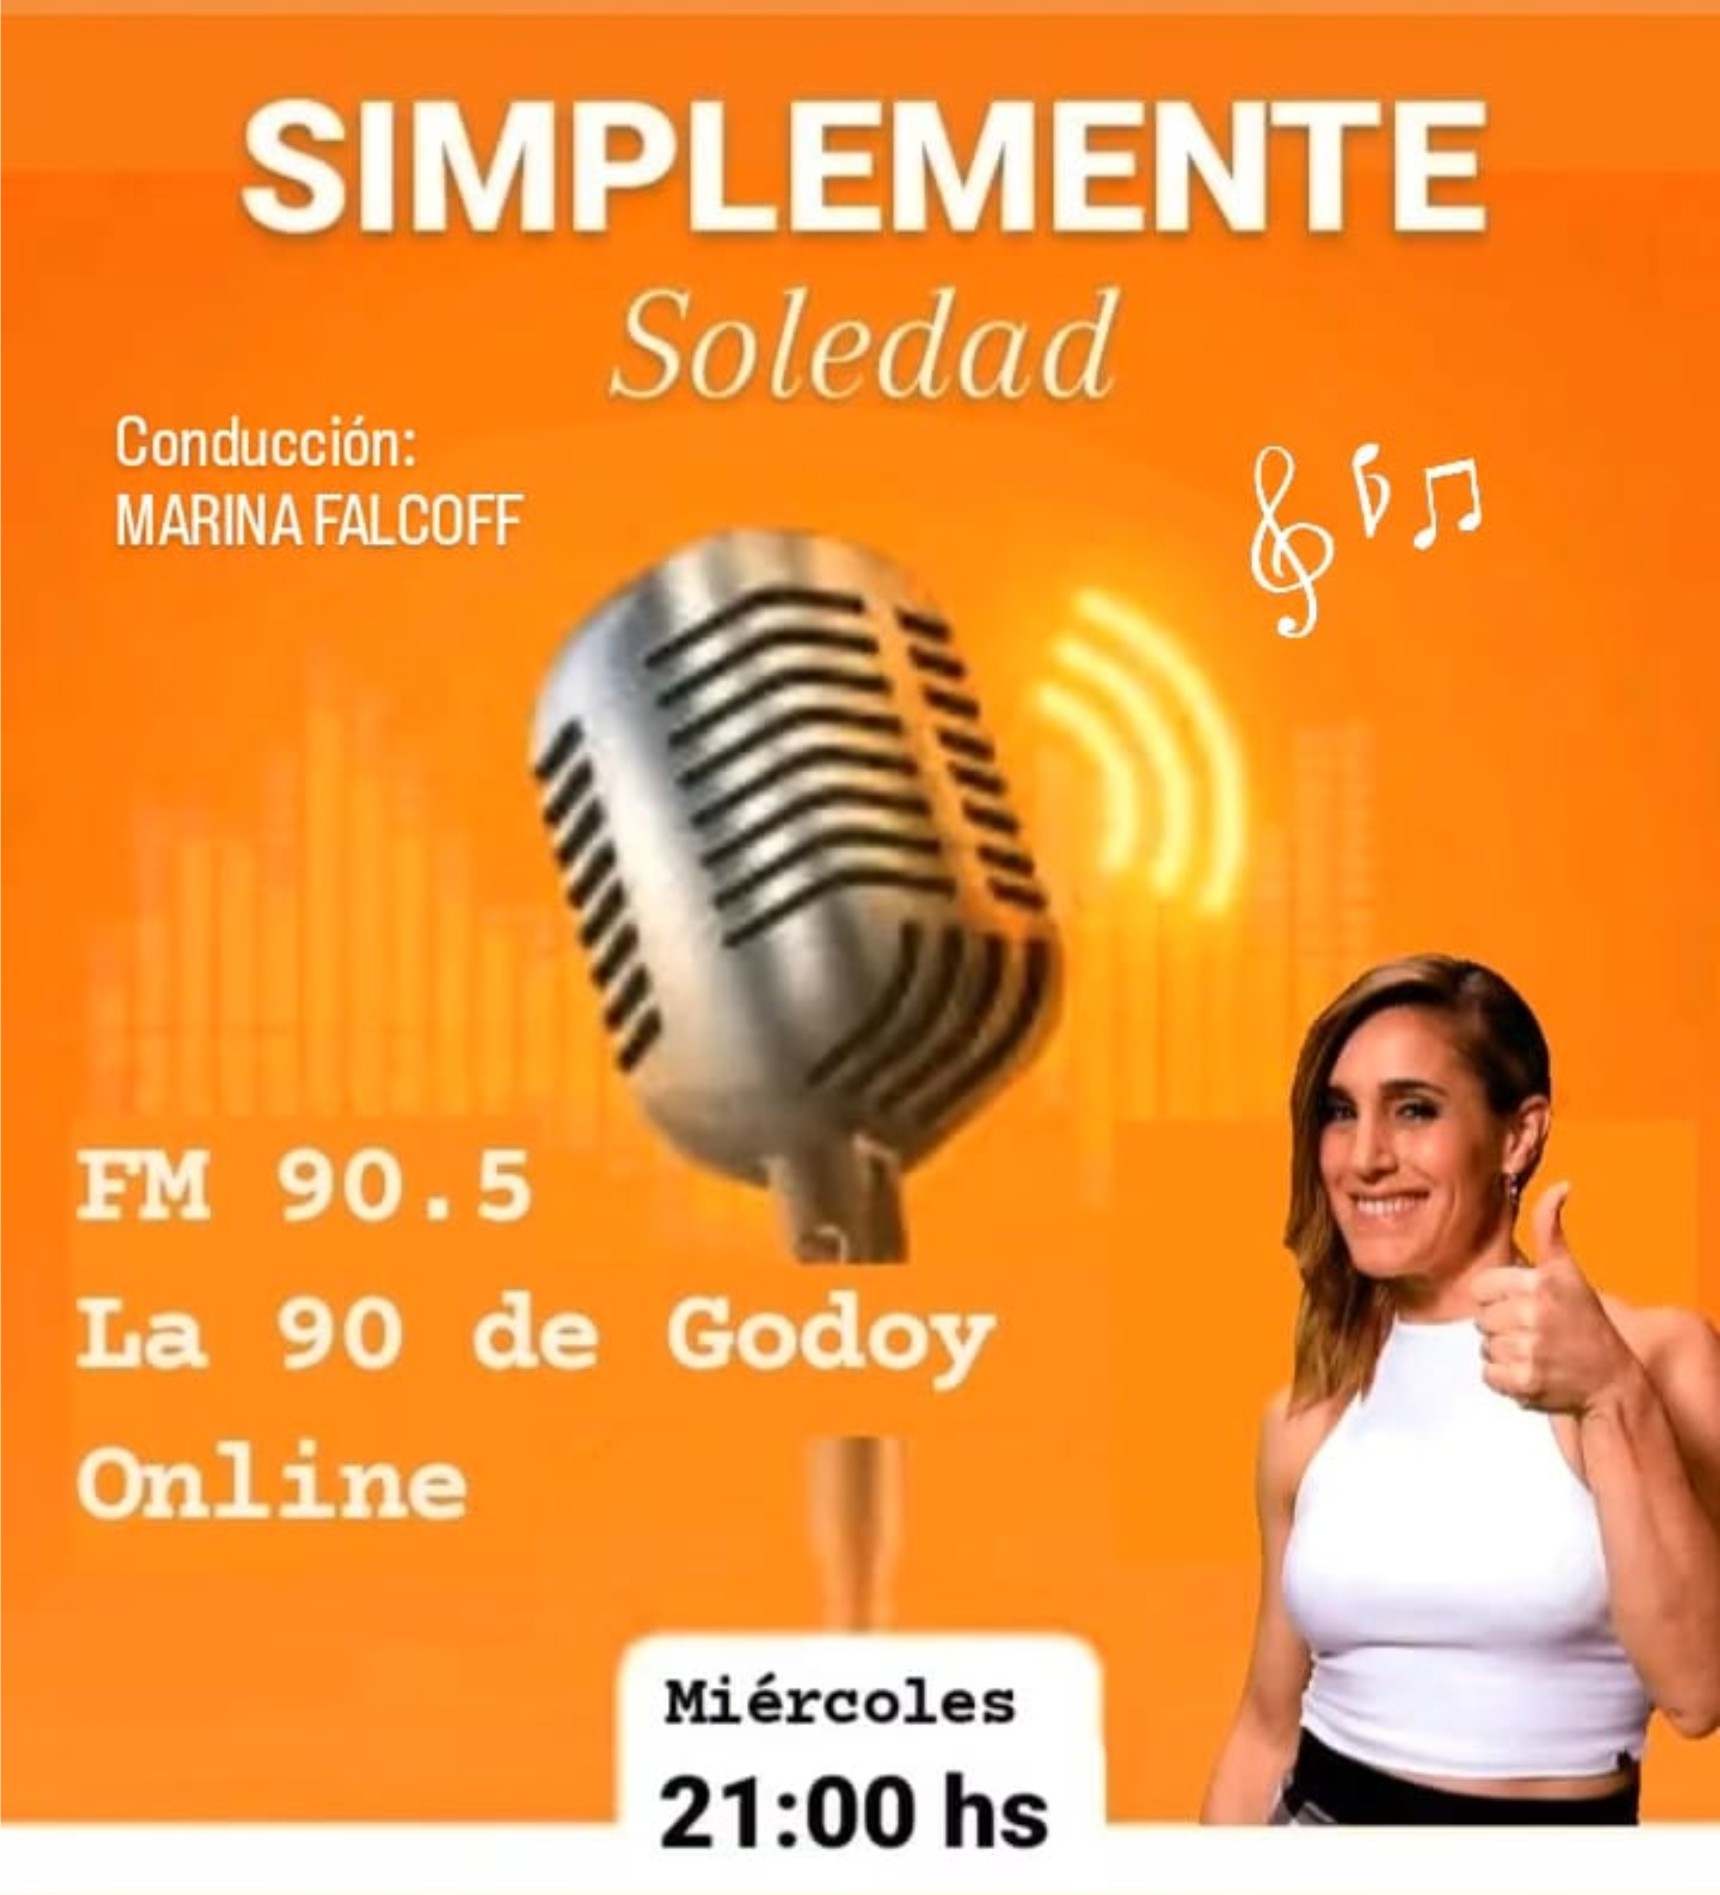 SIMPLEMENTE
Soledad
Conducción:
MARINA FALCOFF
FM 90.5
La 90 de Godoy
Online
Miércoles
21:00 hs